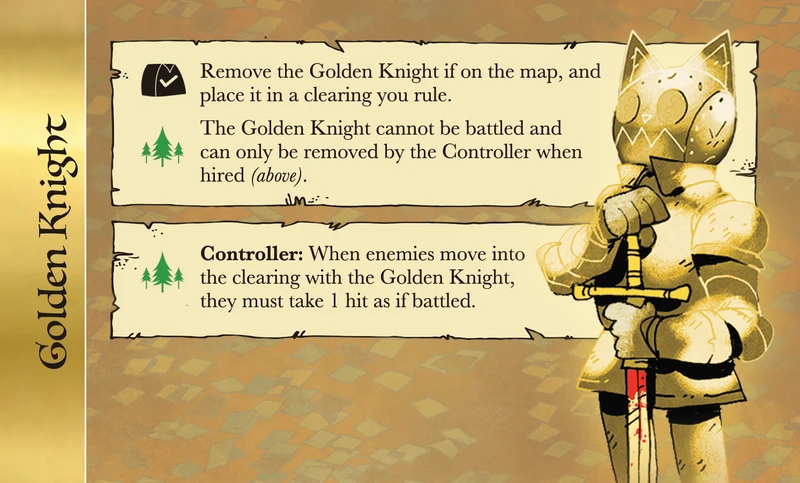 Golden Knight
Remove the Golden Knight if on the map, and
place it in a clearing you rule.
The Golden Knight cannot be battled and
can only be removed by the Controller when
hired (above).
Controller: When enemies move into
the clearing with the Golden Knight,
they must take 1 hit as if battled.